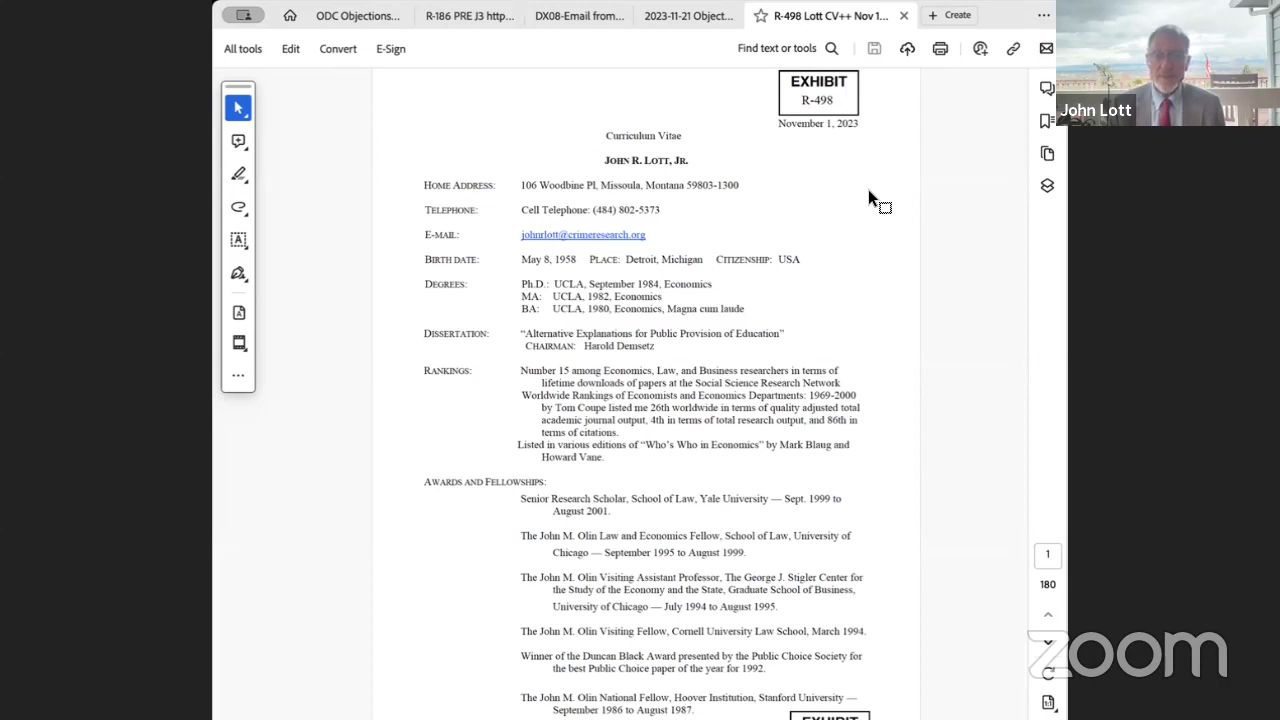 ODC Objections...
R-186 PRE J3 http...
DX08-Email from...
2023-11-21 Object...
R-498 Lott CV++ Nov 1...
Create
All tools
Edit
Convert
E-Sign
Find text or tools
John Lott
EXHIBIT
R-498
November 1, 2023
Curriculum Vitae
JOHN R. LOTT, JR.
HOME ADDRESS: 106 Woodbine Pl, Missoula, Montana 59803-1300
TELEPHONE: Cell Telephone: (484) 802-5373
E-MAIL: johnrlott@crimeresearch.org
BIRTH DATE: May 8, 1958 PLACE: Detroit, Michigan CITIZENSHIP: USA
DEGREES: Ph.D.: UCLA, September 1984, Economics
MA: UCLA, 1982, Economics
BA: UCLA, 1980, Economics, Magna cum laude
DISSERTATION: “Alternative Explanations for Public Provision of Education”
CHAIRMAN: Harold Demsetz
RANKINGS: Number 15 among Economics, Law, and Business researchers in terms of
lifetime downloads of papers at the Social Science Research Network
Worldwide Rankings of Economists and Economics Departments: 1969-2000
by Tom Coupe listed me 26th worldwide in terms of quality adjusted total
academic journal output, 4th in terms of total research output, and 86th in
terms of citations.
Listed in various editions of “Who’s Who in Economics” by Mark Blaug and
Howard Vane.
AWARDS AND FELLOWSHIPS:
Senior Research Scholar, School of Law, Yale University — Sept. 1999 to
August 2001.
The John M. Olin Law and Economics Fellow, School of Law, University of
Chicago — September 1995 to August 1999.
The John M. Olin Visiting Assistant Professor, The George J. Stigler Center for
the Study of the Economy and the State, Graduate School of Business,
University of Chicago — July 1994 to August 1995.
The John M. Olin Visiting Fellow, Cornell University Law School, March 1994.
Winner of the Duncan Black Award presented by the Public Choice Society for
the best Public Choice paper of the year for 1992.
The John M. Olin National Fellow, Hoover Institution, Stanford University —
September 1986 to August 1987.
EXHIBIT
1
180
zoom